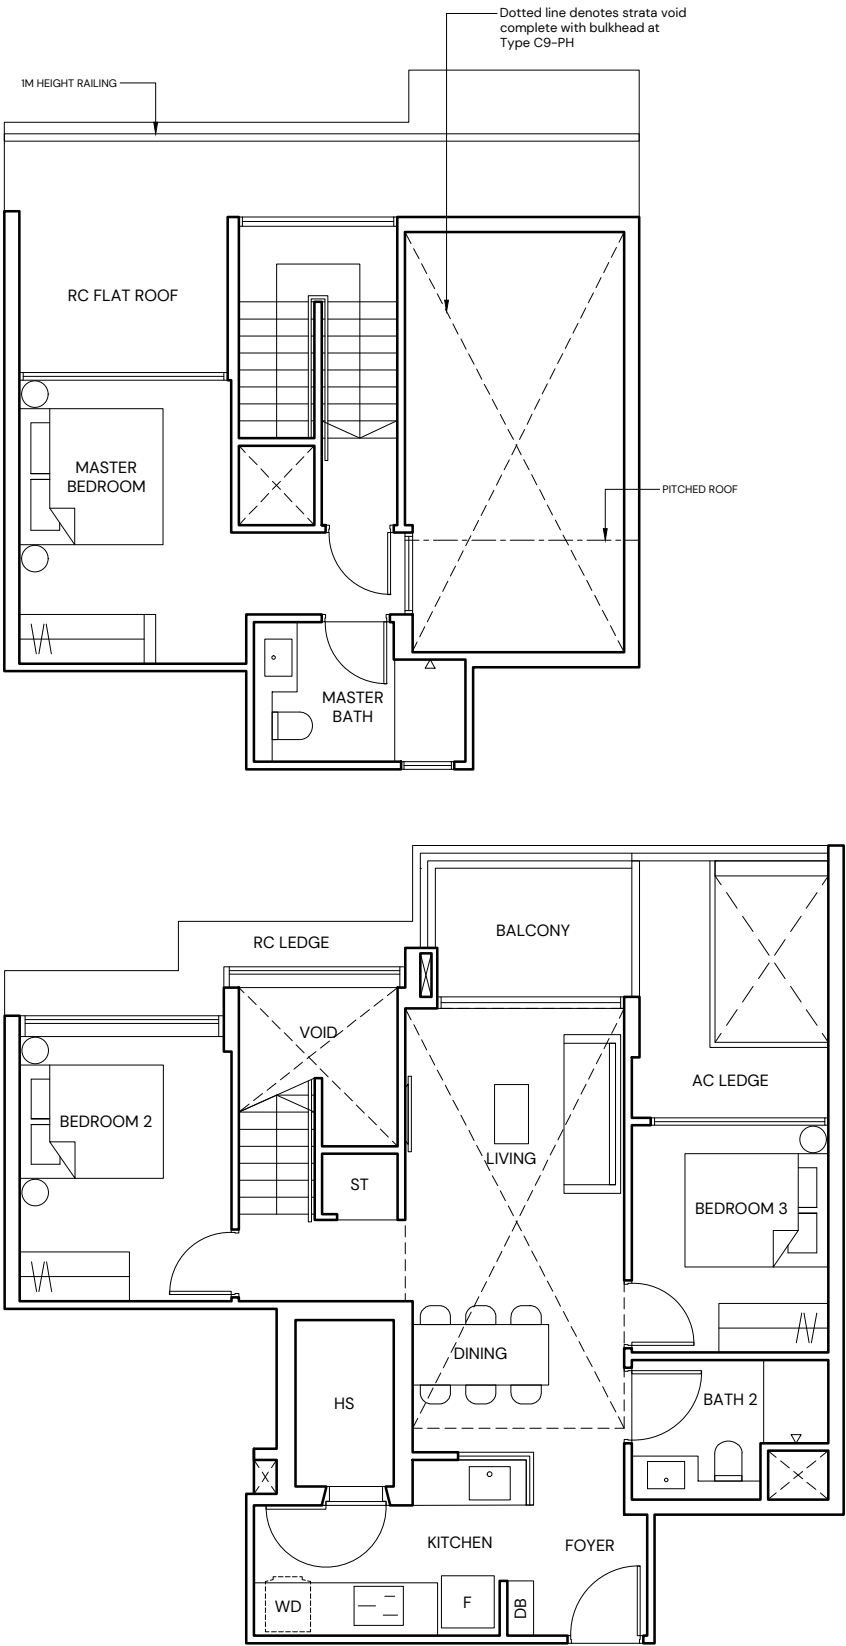 Dotted line denotes strata void
complete with bulkhead at
Type C9-PH
1M HEIGHT RAILING
RC FLAT ROOF
MASTER
BEDROOM
PITCHED ROOF
MASTER
BATH
BALCONY
RC LEDGE
VOID
AC LEDGE
BEDROOM 2
LIVING
ST
BEDROOM 3
DINING
HS
BATH 2
KITCHEN
FOYER
WD
F
DB